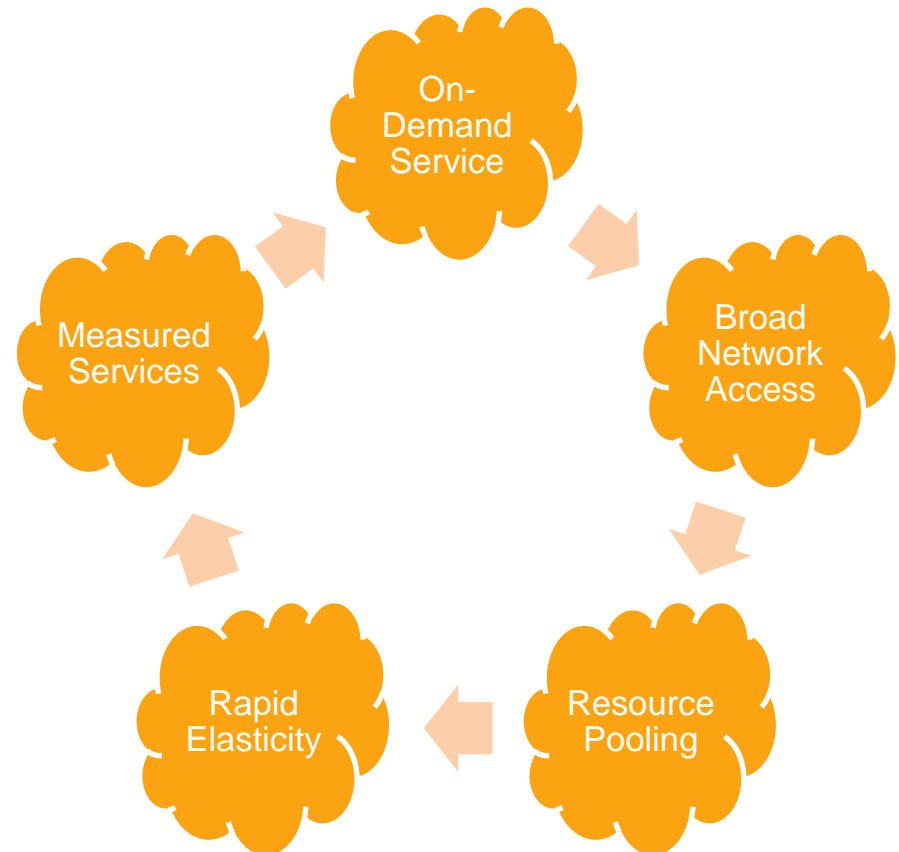 On-
Demand
Service
Broad
Network
Access
Resource
Pooling
Rapid
Elasticity
Measured
Services